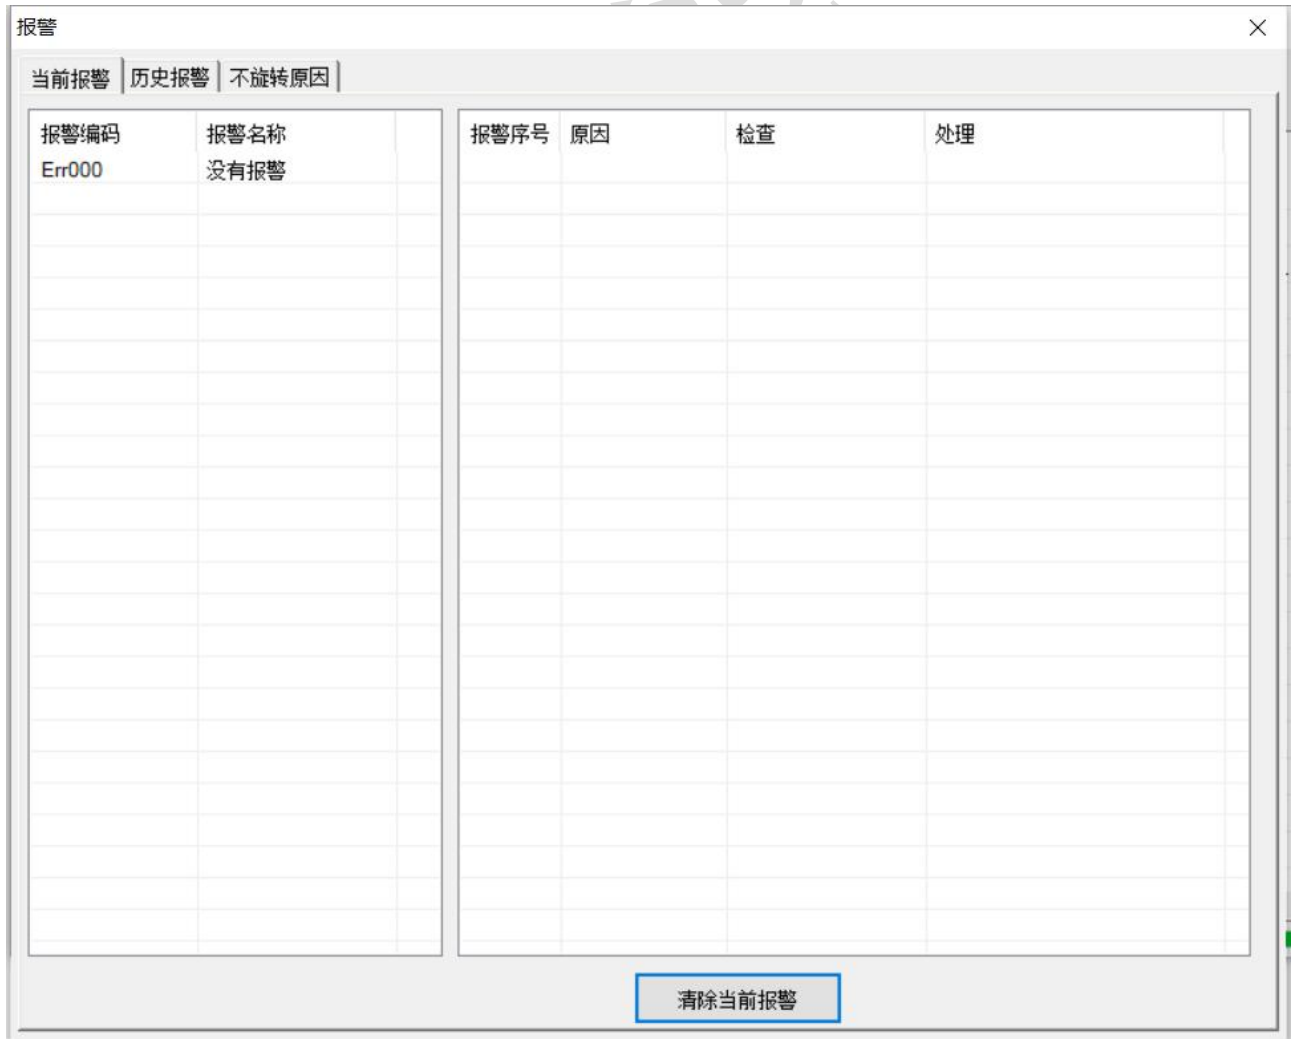 报警
当前报警 历史报警 不旋转原因
报警编码 报警名称 报警序号 原因 检查 处理
Err000 没有报警
清除当前报警